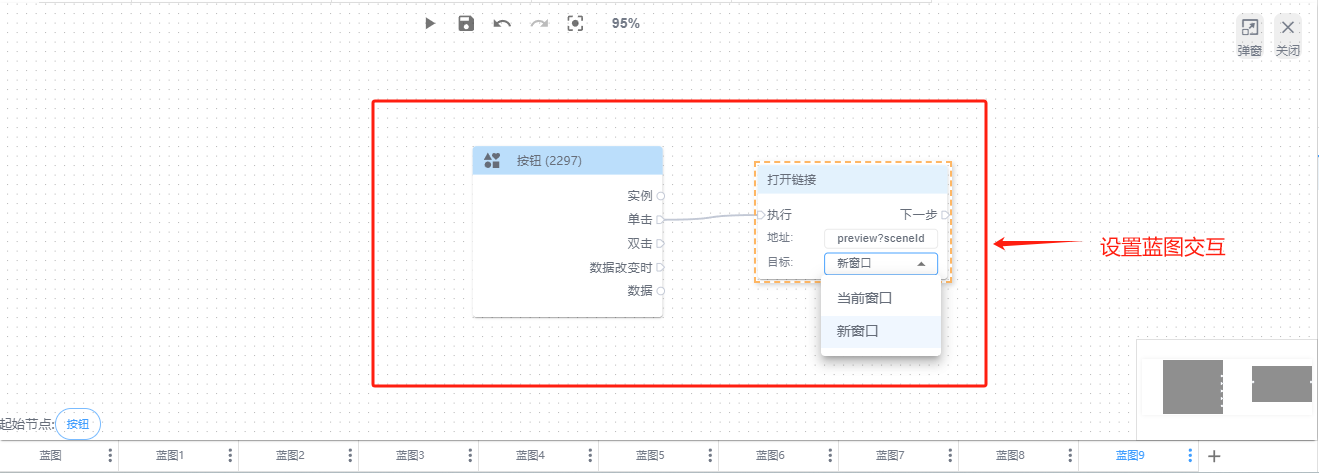 95%
弹窗
关闭
按钮 (2297)
实例
单击
双击
数据改变时
数据
打开链接
执行 下一步
地址: preview?sceneId
目标: 新窗口
当前窗口
新窗口
设置蓝图交互
起始节点: 按钮
蓝图 蓝图1 蓝图2 蓝图3 蓝图4 蓝图5 蓝图6 蓝图7 蓝图8 蓝图9